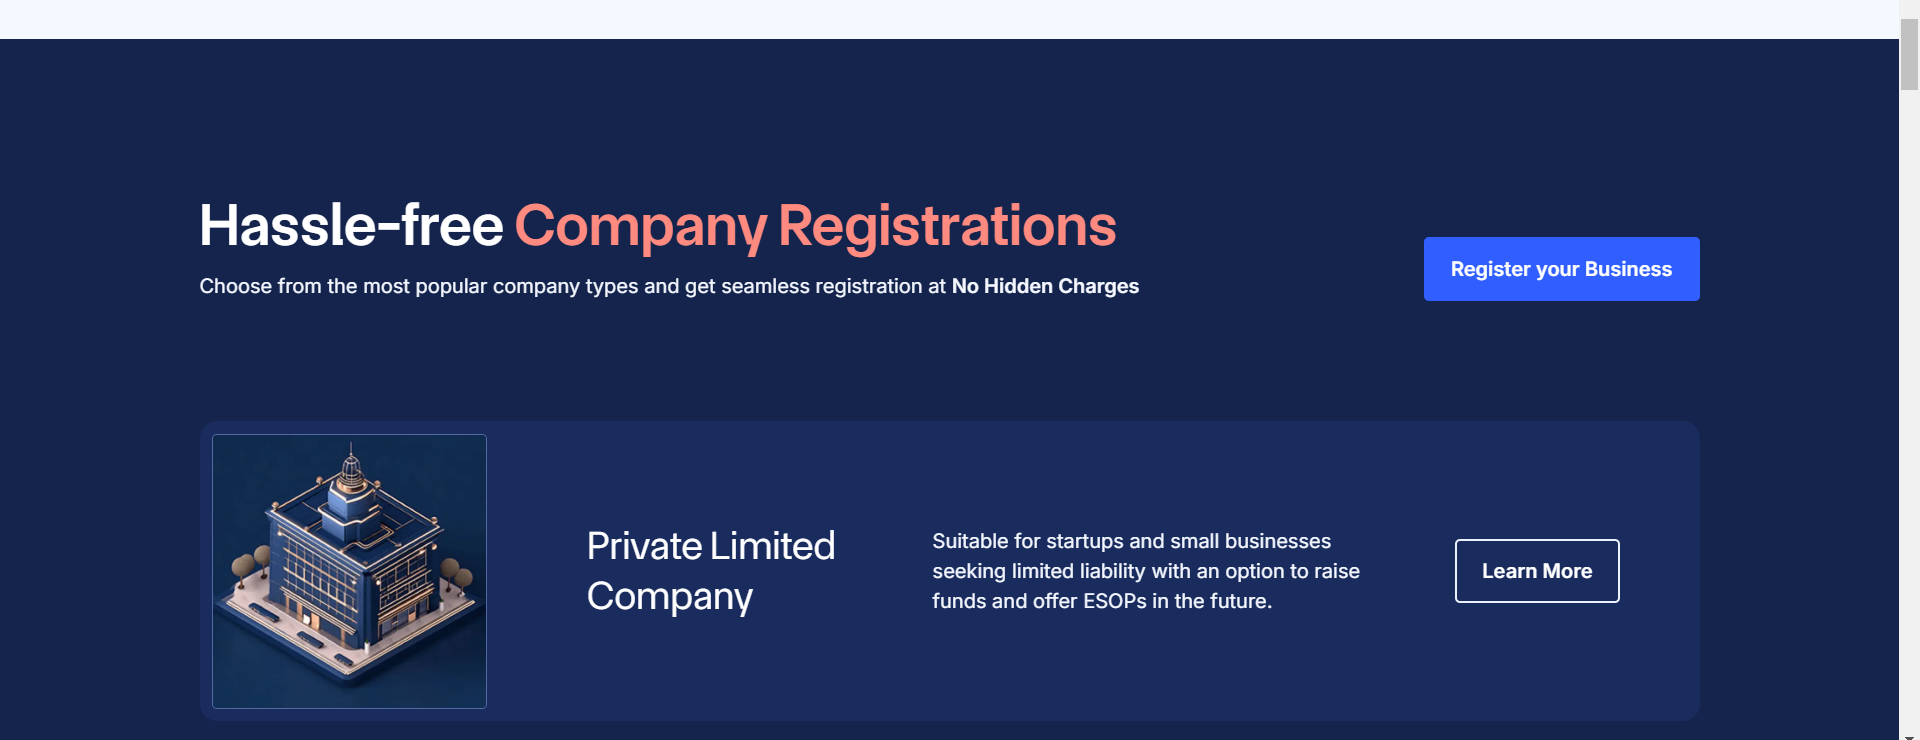 Hassle-free Company Registrations
Choose from the most popular company types and get seamless registration at No Hidden Charges
Register your Business
Private Limited
Company
Suitable for startups and small businesses
seeking limited liability with an option to raise
funds and offer ESOPs in the future.
Learn More